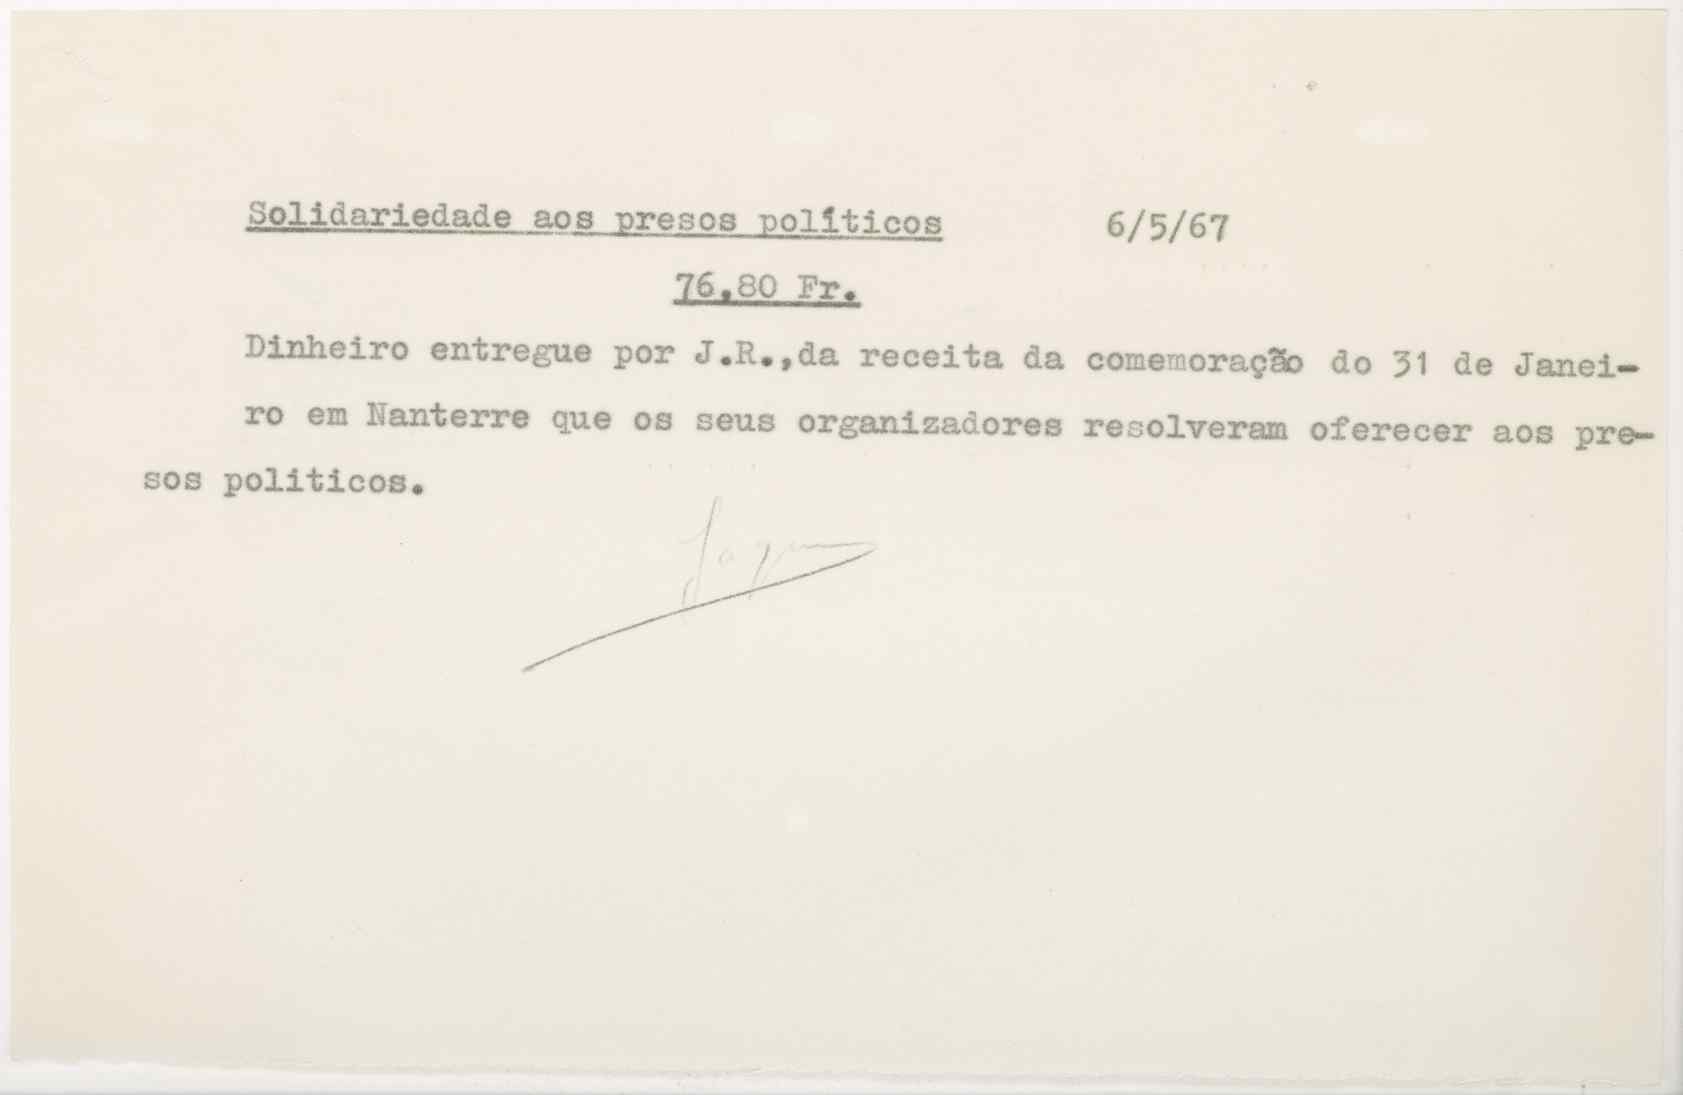 Solidariedade aos presos políticos 6/5/67
76,80 Fr.
Dinheiro entregue por J.R.,da receita da comemoração do 31 de Janei-
ro em Nanterre que os seus organizadores resolveram oferecer aos pre-
sos politicos.